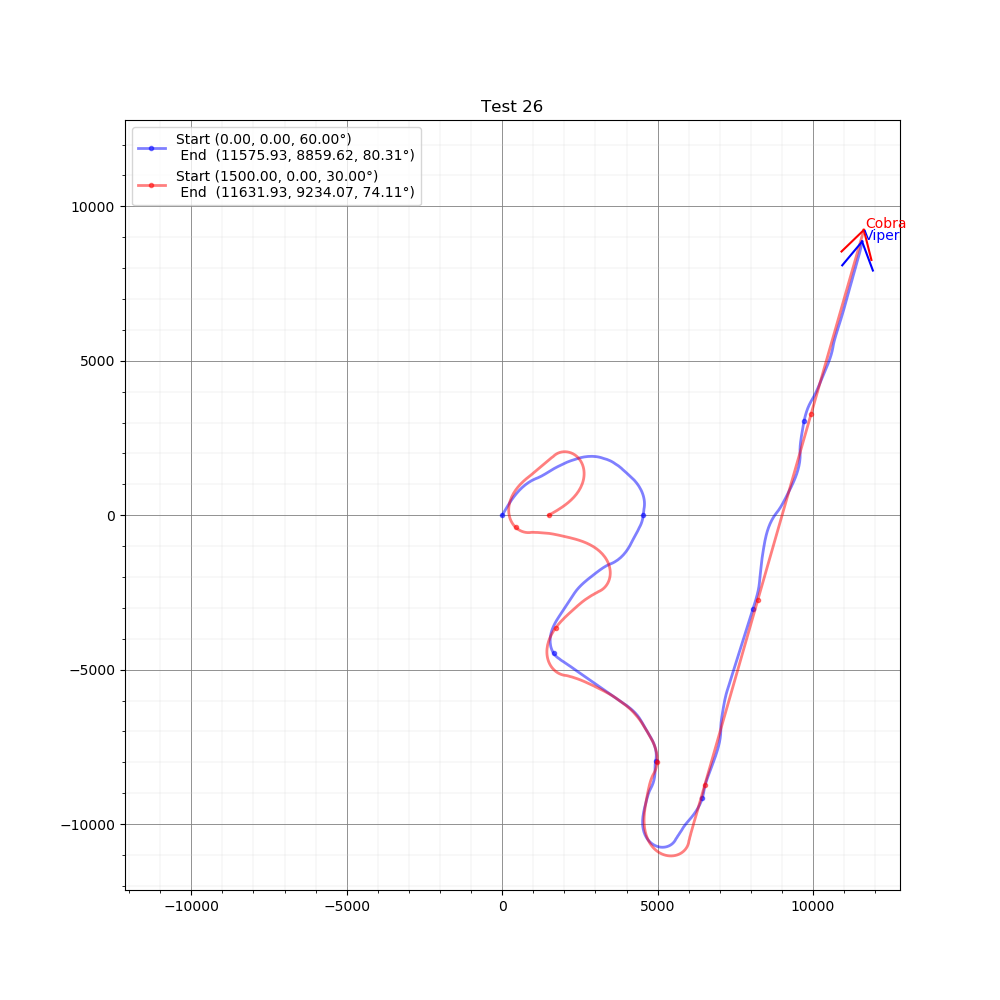 Test 26
Start (0.00, 0.00, 60.00°)
End (11575.93, 8859.62, 80.31°)
Start (1500.00, 0.00, 30.00°)
End (11631.93, 9234.07, 74.11°)
10000
Cobra
Viper
5000
0
−5000
−10000
−10000 −5000 0 5000 10000